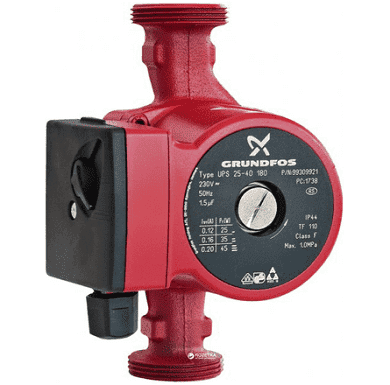 GRUNDFOS
Type UPS 25-40 180
P/N:99309921
230V~
PC:1738
50Hz
1.5µF
I1/1[A] P1[W]
0.12 25
0.16 35
0.20 45
IP44
TF 110
Class F
Max. 1.0MPa